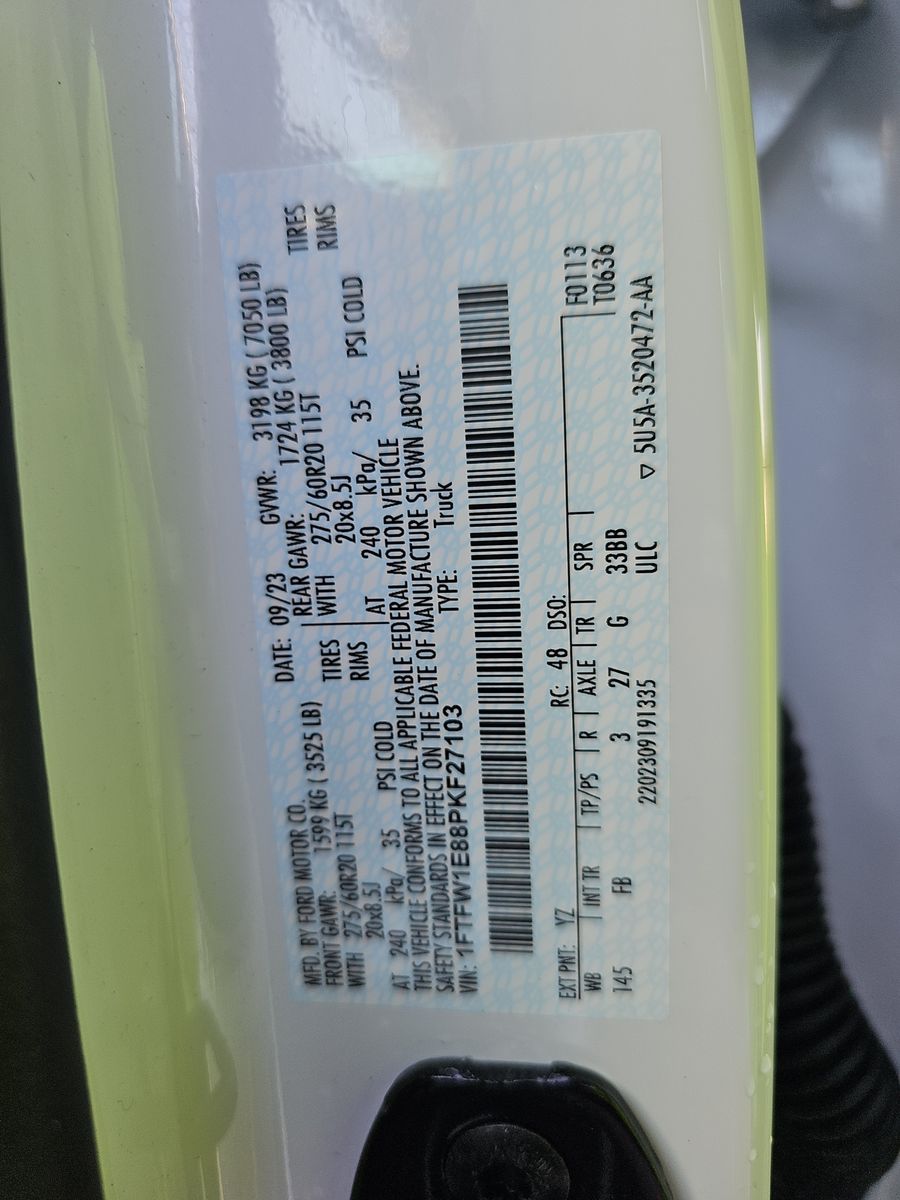 MFD. BY FORD MOTOR CO. DATE: 09/23 GVWR: 3198 KG ( 7050 LB)
FRONT GAWR: 1599 KG ( 3525 LB) REAR GAWR: 1724 KG ( 3800 LB)
WITH 275/60R20 115T TIRES WITH 275/60R20 115T TIRES
20x8.5J RIMS 20x8.5J RIMS
AT 240 kPa/ 35 PSI COLD AT 240 kPa/ 35 PSI COLD
THIS VEHICLE CONFORMS TO ALL APPLICABLE FEDERAL MOTOR VEHICLE
SAFETY STANDARDS IN EFFECT ON THE DATE OF MANUFACTURE SHOWN ABOVE.
VIN: 1FTFW1E88PKF27103 TYPE: Truck
EXT PNT: YZ RC: 48 DSO: F0113
WB INT TR TP/PS R AXLE TR SPR T0636
145 FB 3 27 G 33BB
2202309191335 ULC ▽ 5U5A-3520472-AA